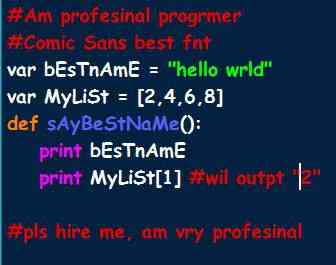 #Am profesinal progrmer
#Comic Sans best fnt
var bEsTnAmE = "hello wrld"
var MyLiSt = [2,4,6,8]
def sAyBeStNaMe():
print bEsTnAmE
print MyLiSt[1] #wil outpt "2"
#pls hire me, am vry profesinal